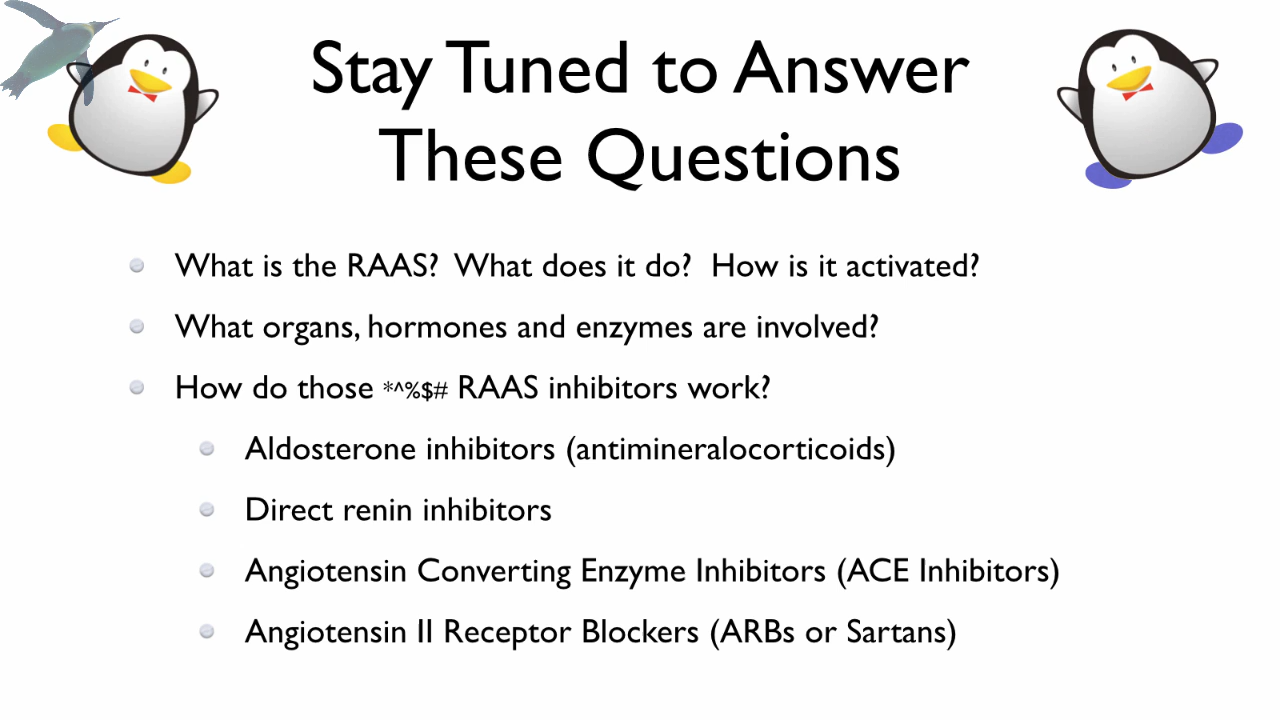 Stay Tuned to Answer
These Questions
What is the RAAS?  What does it do?  How is it activated?
What organs, hormones and enzymes are involved?
How do those *^%$# RAAS inhibitors work?
Aldosterone inhibitors (antimineralocorticoids)
Direct renin inhibitors
Angiotensin Converting Enzyme Inhibitors (ACE Inhibitors)
Angiotensin II Receptor Blockers (ARBs or Sartans)